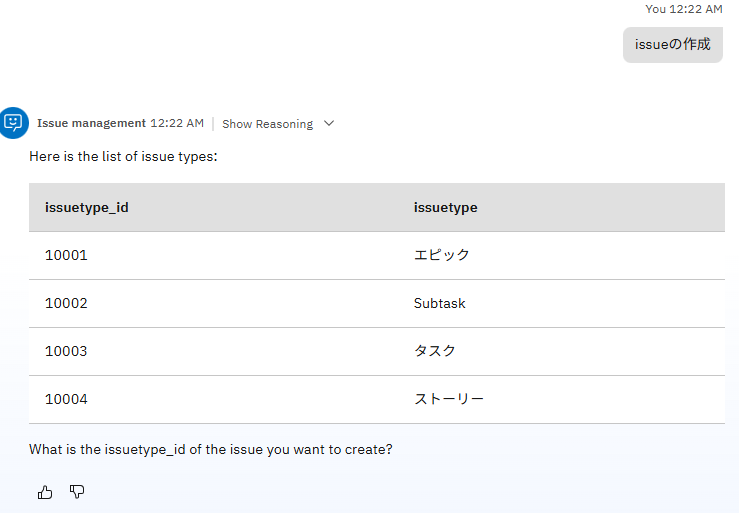 You 12:22 AM
issueの作成
Issue management 12:22 AM | Show Reasoning
Here is the list of issue types:
issuetype_id issuetype
10001 エピック
10002 Subtask
10003 タスク
10004 ストーリー
What is the issuetype_id of the issue you want to create?